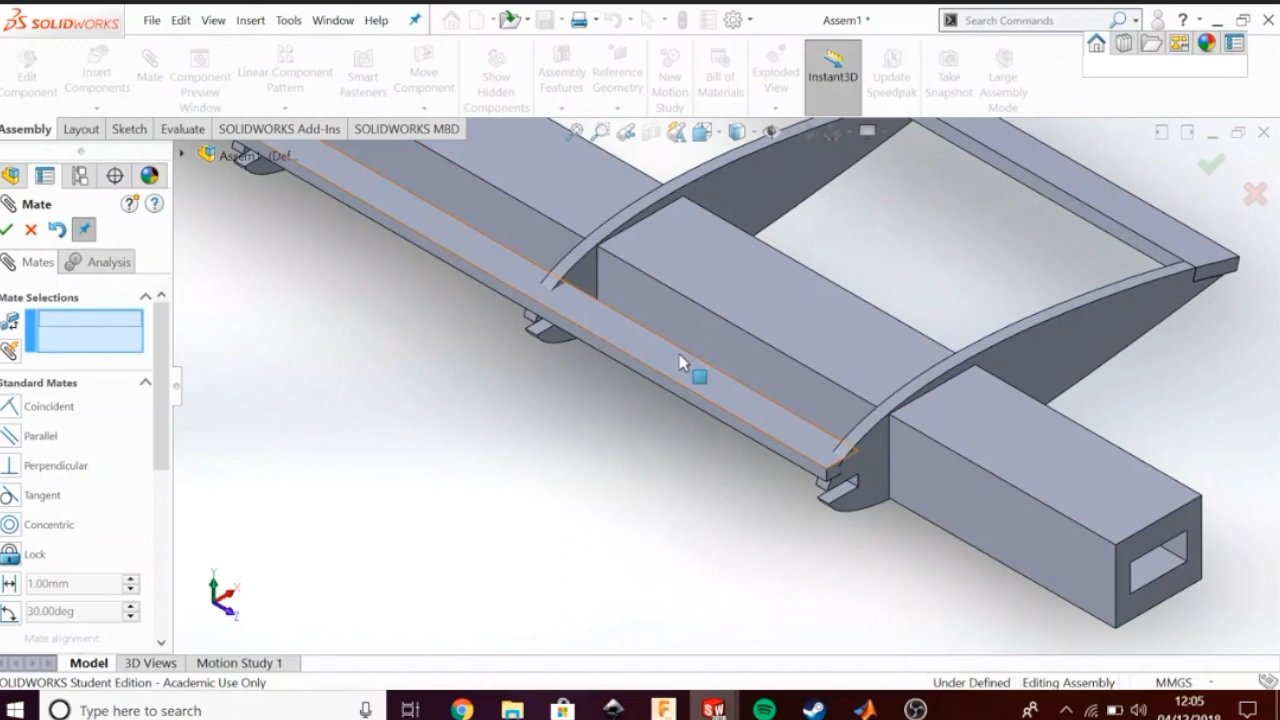 SOLIDWORKS File Edit View Insert Tools Window Help Assem1 * Search Commands ?
Edit Component
Insert Components
Mate
Component Preview Window
Linear Component Pattern
Smart Fasteners
Move Component
Show Hidden Components
Assembly Features
Reference Geometry
New Motion Study
Bill of Materials
Exploded View
Instant3D
Update Speedpak
Take Snapshot
Large Assembly Mode
Assembly Layout Sketch Evaluate SOLIDWORKS Add-Ins SOLIDWORKS MBD
Assem1 (Def...
Mate
Mates Analysis
Mate Selections
Standard Mates
Coincident
Parallel
Perpendicular
Tangent
Concentric
Lock
1.00mm
30.00deg
Mate alignment:
Y
X
Z
Model 3D Views Motion Study 1
OLIDWORKS Student Edition - Academic Use Only Under Defined Editing Assembly MMGS -
Type here to search
12:05
04/12/2018